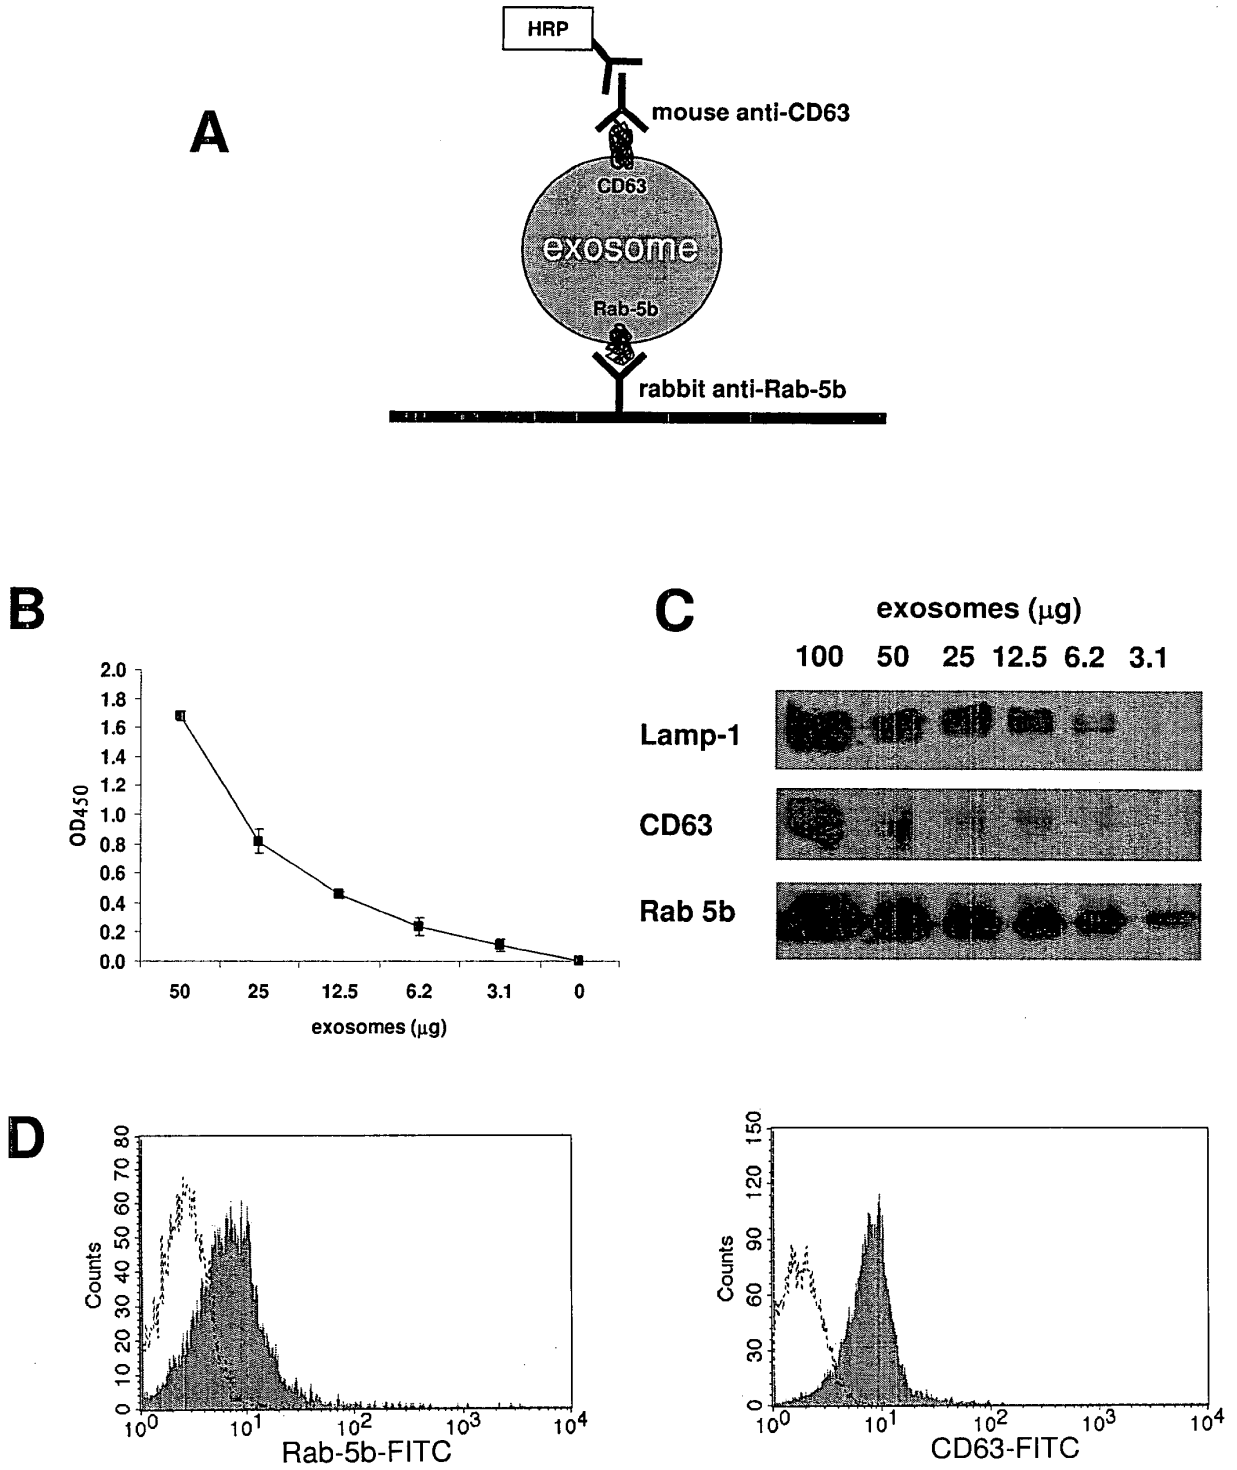 A
HRP
mouse anti-CD63
CD63
exosome
Rab-5b
rabbit anti-Rab-5b
B
2.0
1.8
1.6
1.4
1.2
1.0
0.8
0.6
0.4
0.2
0.0
OD450
50 25 12.5 6.2 3.1 0
exosomes (μg)
C
exosomes (μg)
100 50 25 12.5 6.2 3.1
Lamp-1
CD63
Rab 5b
D
80
70
60
50
40
30
20
10
0
Counts
10⁰ 10¹ 10² 10³ 10⁴
Rab-5b-FITC
150
120
90
60
30
0
Counts
10⁰ 10¹ 10² 10³ 10⁴
CD63-FITC